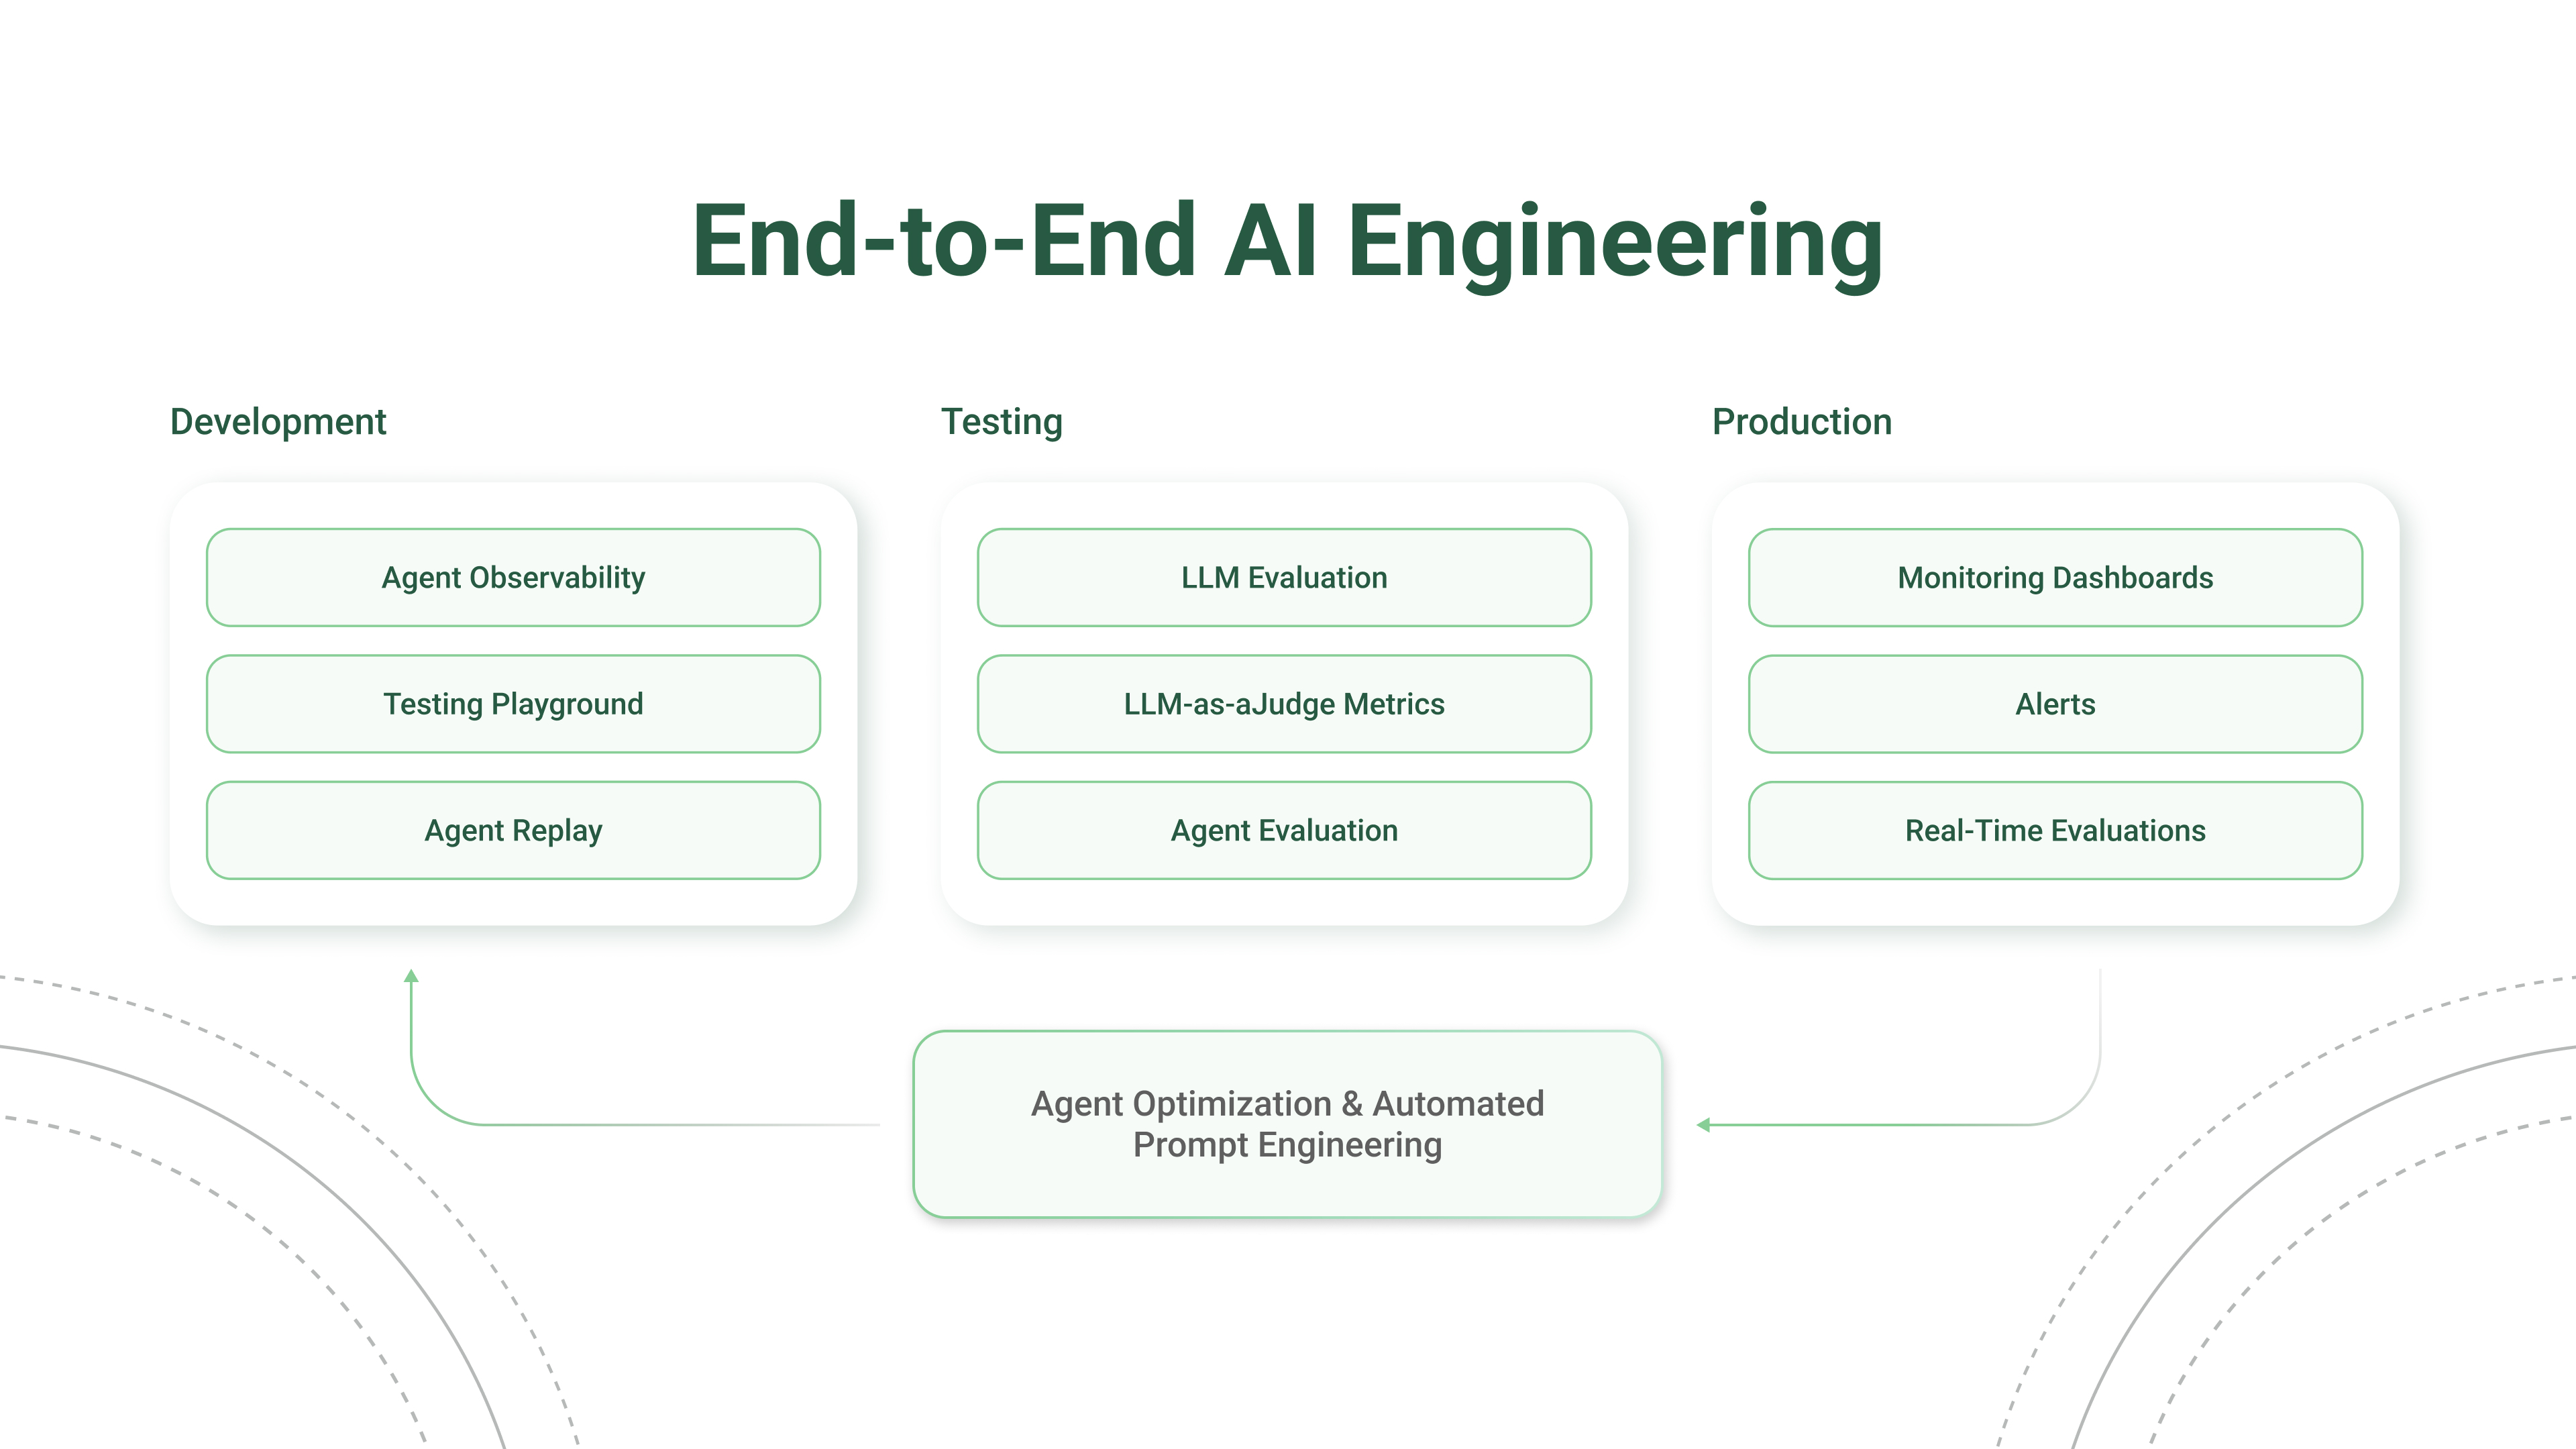 End-to-End AI Engineering
Development
Agent Observability
Testing Playground
Agent Replay
Testing
LLM Evaluation
LLM-as-aJudge Metrics
Agent Evaluation
Production
Monitoring Dashboards
Alerts
Real-Time Evaluations
Agent Optimization & Automated
Prompt Engineering